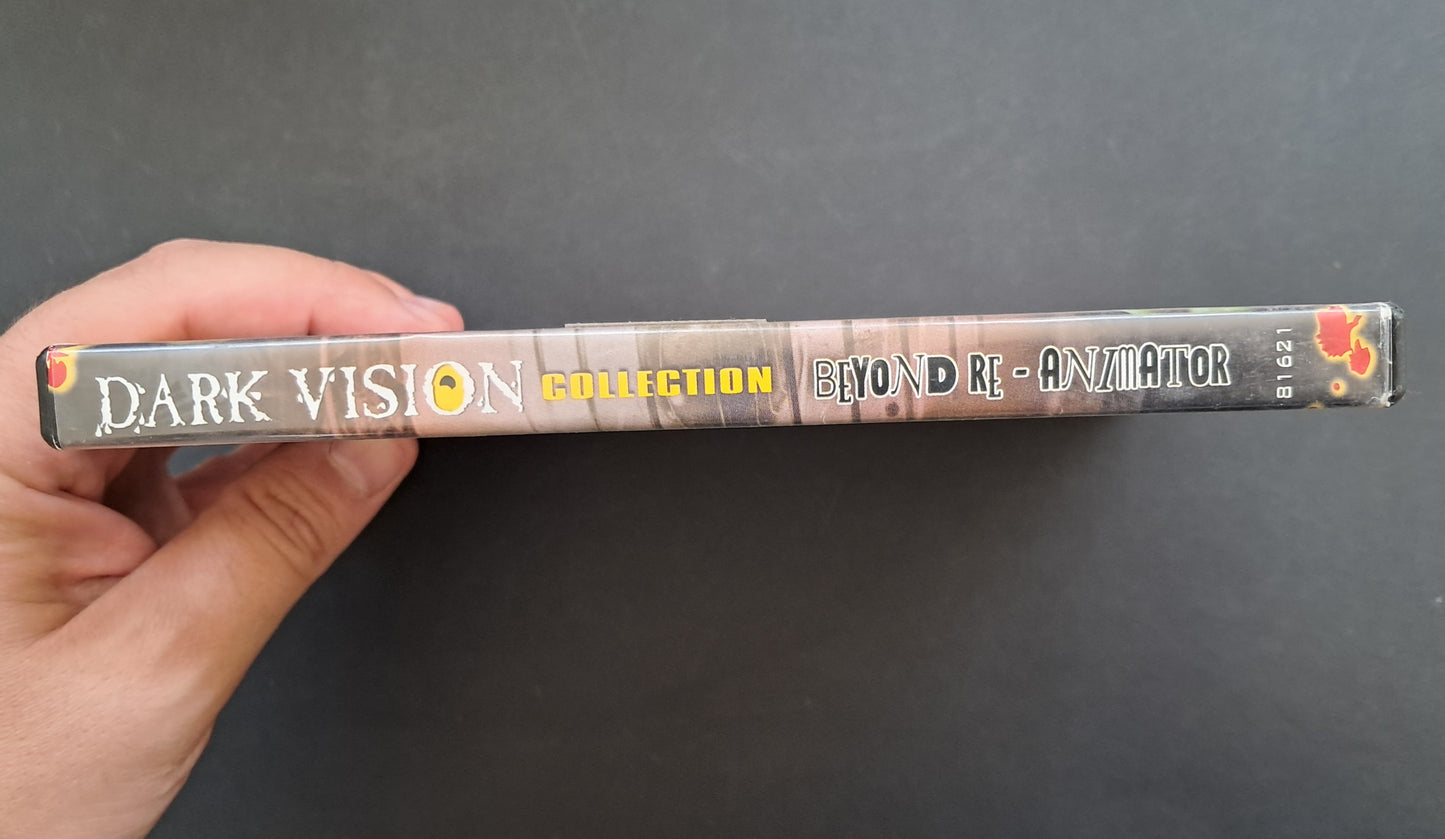 DARK VISION COLLECTION BEYOND RE - ANIMATOR 81621